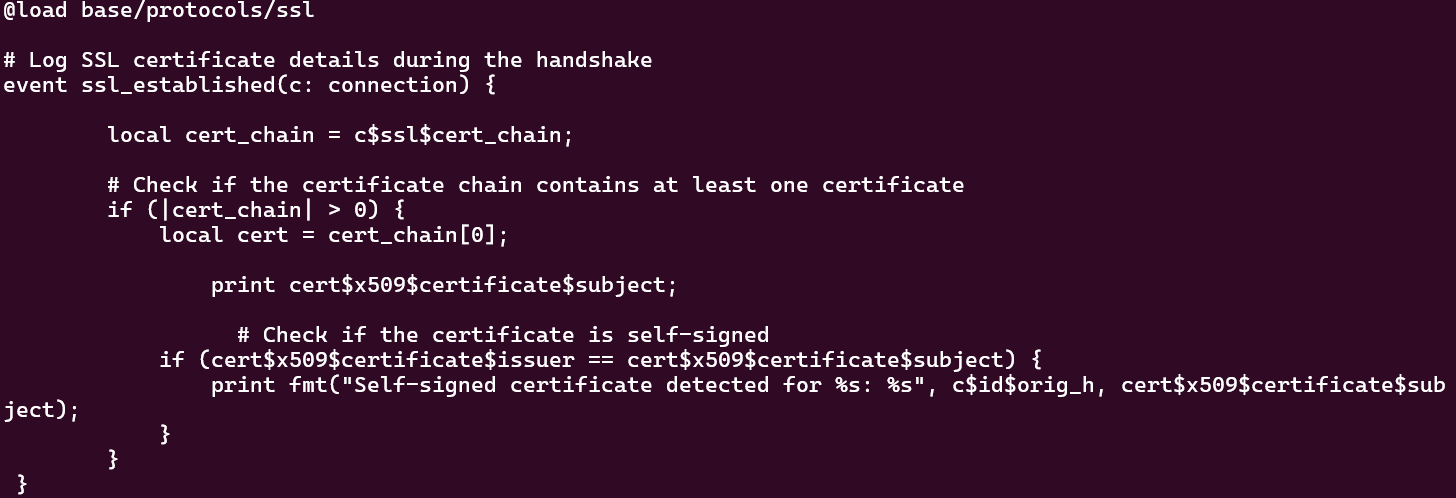 @load base/protocols/ssl

# Log SSL certificate details during the handshake
event ssl_established(c: connection) {

        local cert_chain = c$ssl$cert_chain;

        # Check if the certificate chain contains at least one certificate
        if (|cert_chain| > 0) {
            local cert = cert_chain[0];

                print cert$x509$certificate$subject;

                  # Check if the certificate is self-signed
            if (cert$x509$certificate$issuer == cert$x509$certificate$subject) {
                print fmt("Self-signed certificate detected for %s: %s", c$id$orig_h, cert$x509$certificate$sub
ject);
            }
        }
 }